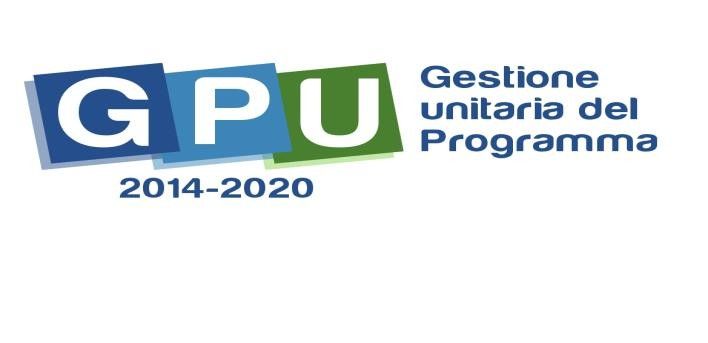 GPU
2014-2020
Gestione
unitaria del
Programma